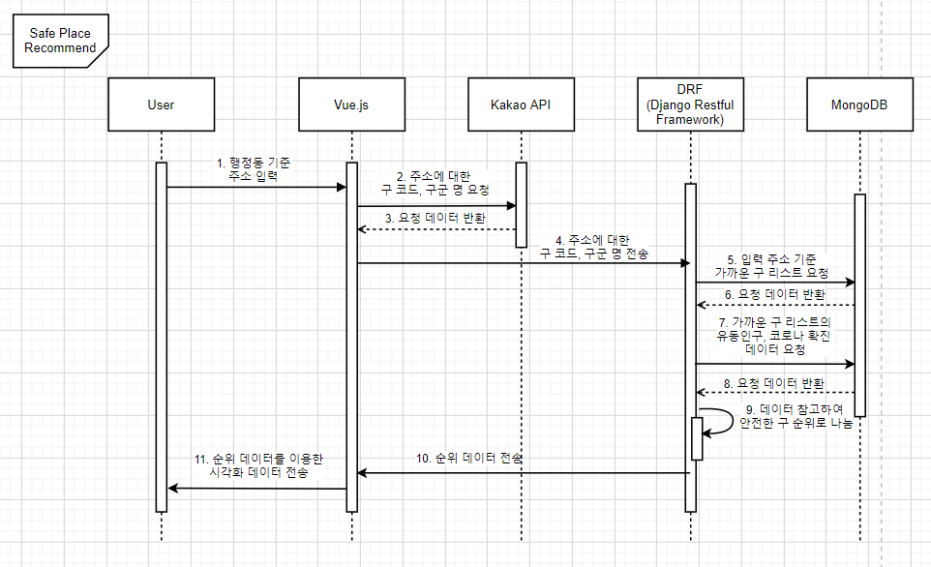 Safe Place
Recommend
User
Vue.js
Kakao API
DRF
(Django Restful
Framework)
MongoDB
1. 행정동 기준
주소 입력
2. 주소에 대한
구 코드, 구군 명 요청
3. 요청 데이터 반환
4. 주소에 대한
구 코드, 구군 명 전송
5. 입력 주소 기준
가까운 구 리스트 요청
6. 요청 데이터 반환
7. 가까운 구 리스트의
유동인구, 코로나 확진
데이터 요청
8. 요청 데이터 반환
9. 데이터 참고하여
안전한 구 순위로 나눔
10. 순위 데이터 전송
11. 순위 데이터를 이용한
시각화 데이터 전송